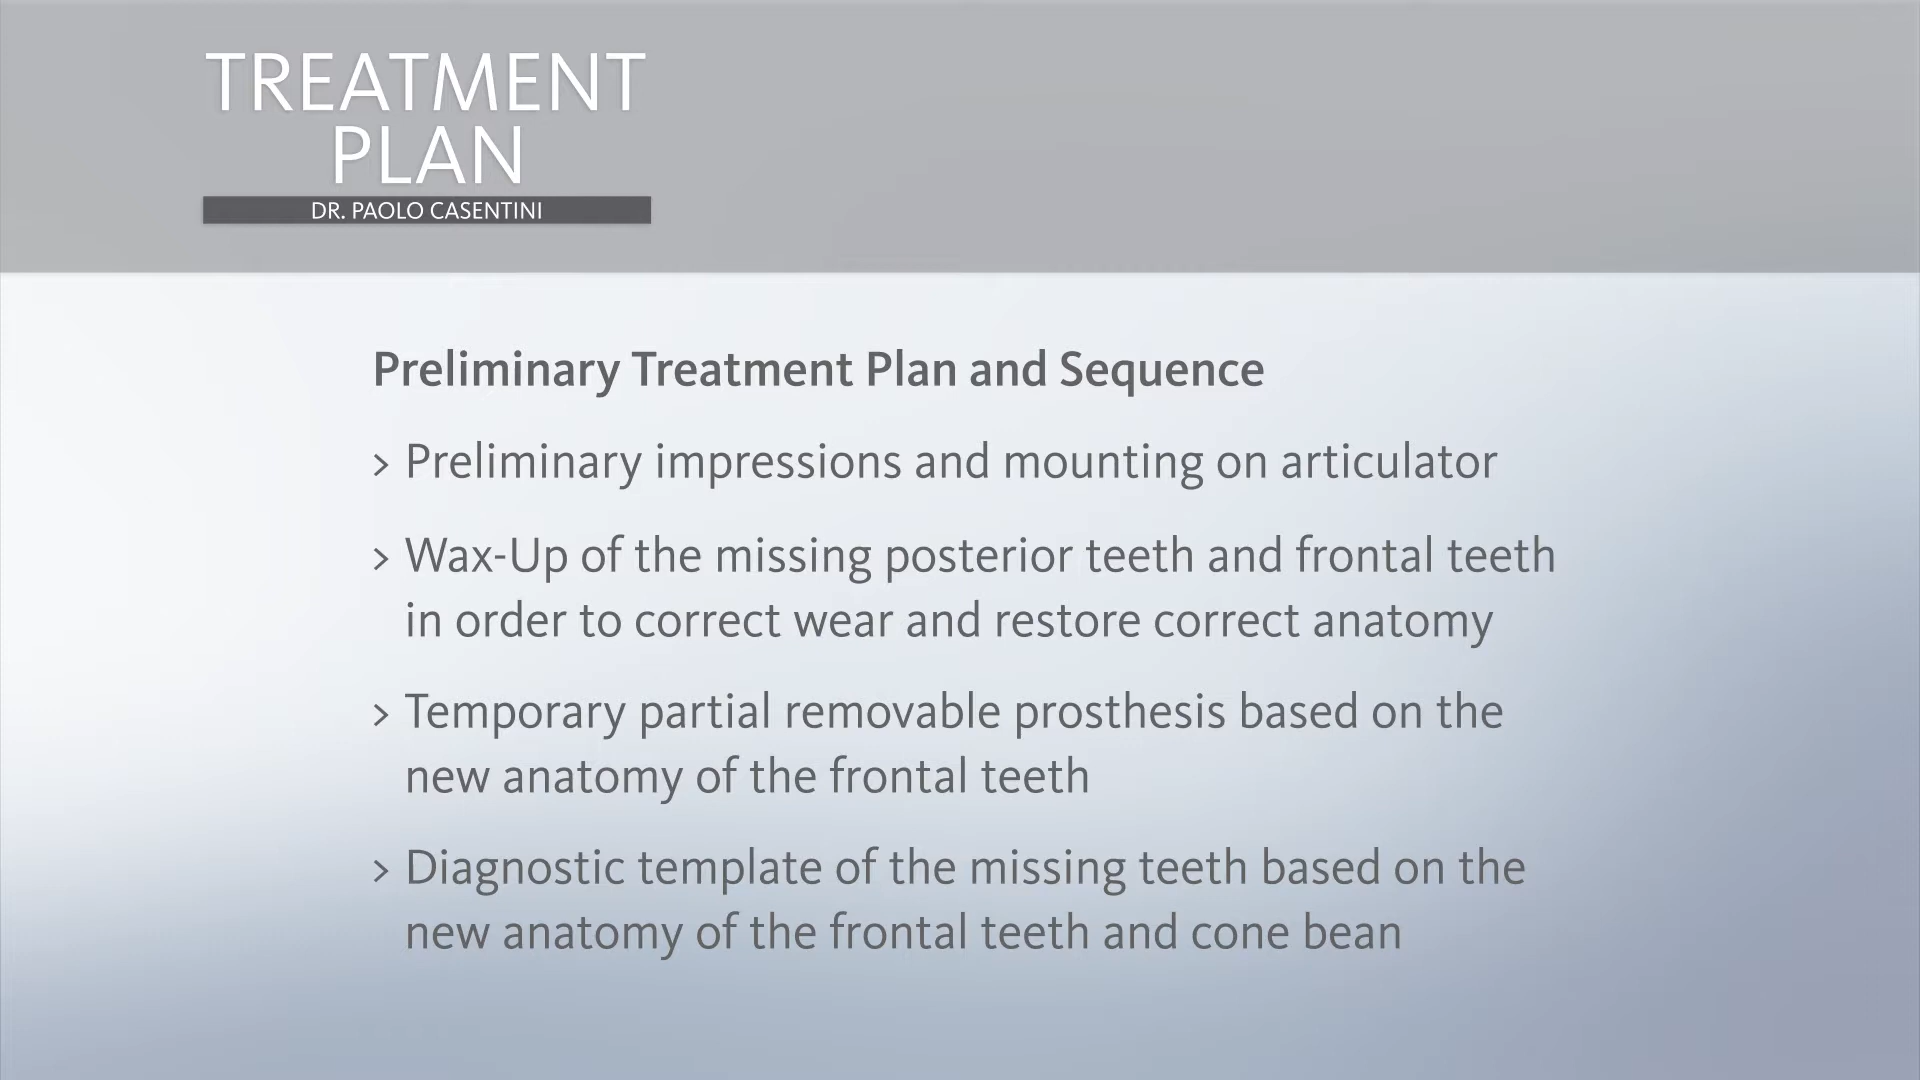 TREATMENT
PLAN
DR. PAOLO CASENTINI
Preliminary Treatment Plan and Sequence
> Preliminary impressions and mounting on articulator
> Wax-Up of the missing posterior teeth and frontal teeth
in order to correct wear and restore correct anatomy
> Temporary partial removable prosthesis based on the
new anatomy of the frontal teeth
> Diagnostic template of the missing teeth based on the
new anatomy of the frontal teeth and cone bean